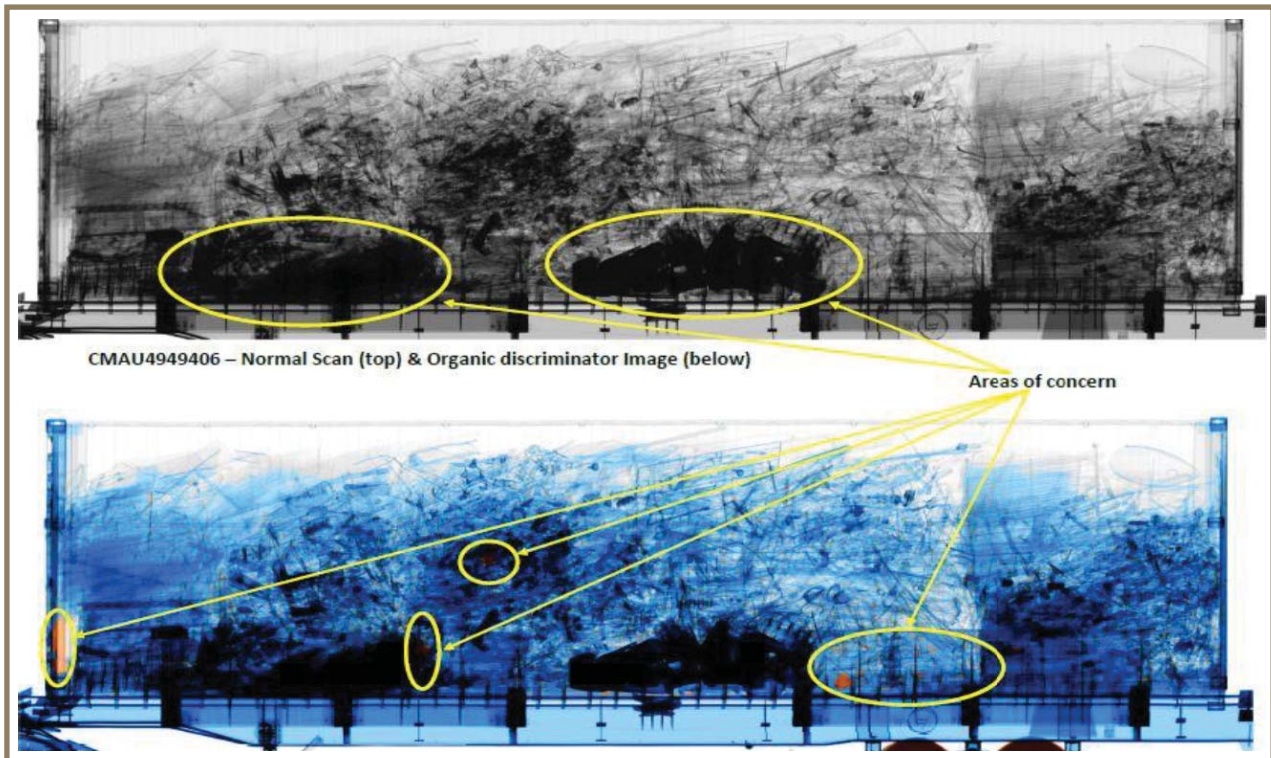 CMAU4949406 – Normal Scan (top) & Organic discriminator Image (below)
Areas of concern